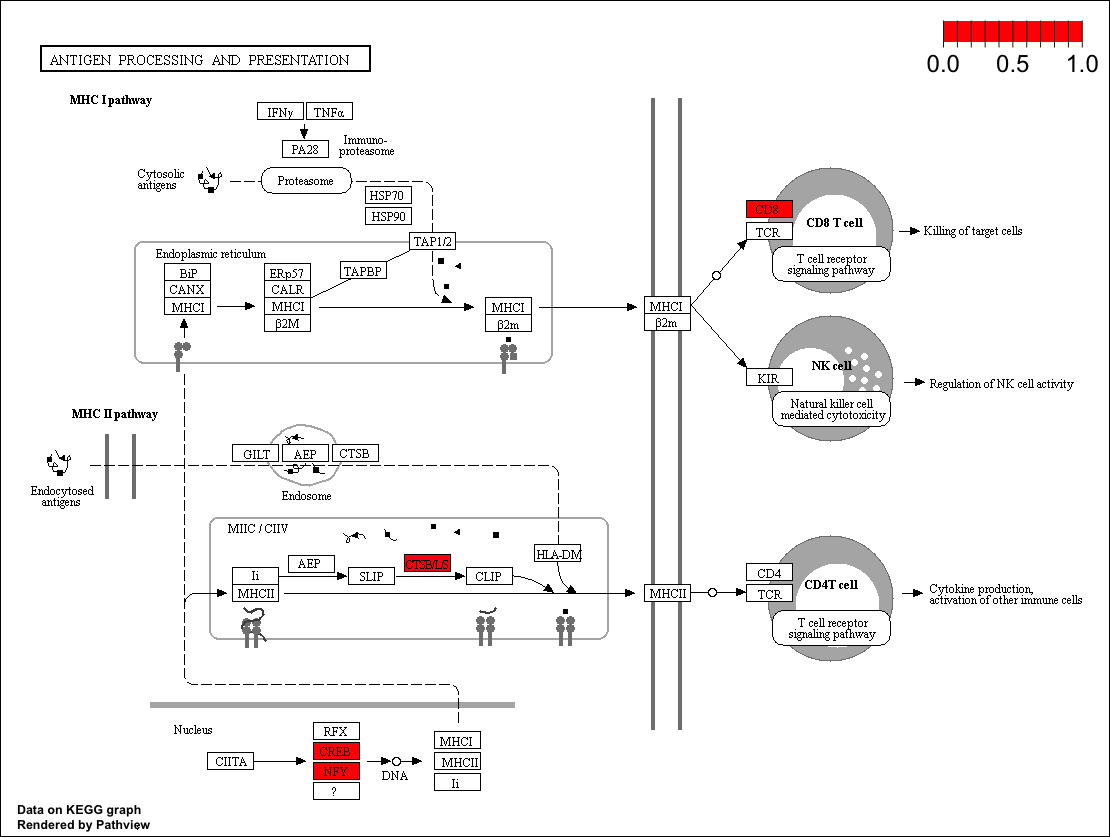 0.0 0.5 1.0
ANTIGEN PROCESSING AND PRESENTATION
MHC I pathway
IFNγ TNFα
PA28
Immuno-
proteasome
Cytosolic
antigens
Proteasome
HSP70
HSP90
TAP1/2
Endoplasmic reticulum
BiP
CANX
MHCI
ERp57
CALR
MHCI
β2M
TAPBP
MHCI
β2m
MHCI
β2m
CD8
TCR
CD8 T cell
T cell receptor
signaling pathway
Killing of target cells
KIR
NK cell
Natural killer cell
mediated cytotoxicity
Regulation of NK cell activity
MHC II pathway
Endocytosed
antigens
GILT AEP CTSB
Endosome
MIIC / CIIV
Ii
MHCII
AEP
SLIP
CTSB/LS
CLIP
HLA-DM
MHCII
CD4
TCR
CD4T cell
T cell receptor
signaling pathway
Cytokine production,
activation of other immune cells
Nucleus
CIITA
RFX
CREB
NFY
?
DNA
MHCI
MHCII
Ii
Data on KEGG graph
Rendered by Pathview